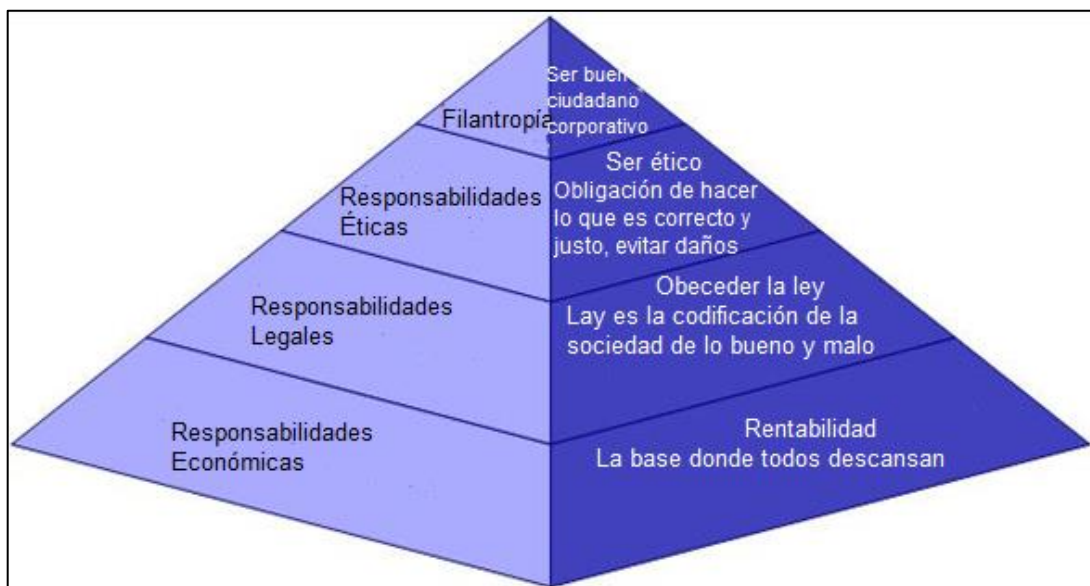 Filantropía
Ser buen
ciudadano
corporativo
Responsabilidades
Éticas
Ser ético
Obligación de hacer
lo que es correcto y
justo, evitar daños
Responsabilidades
Legales
Obeceder la ley
Lay es la codificación de la
sociedad de lo bueno y malo
Responsabilidades
Económicas
Rentabilidad
La base donde todos descansan